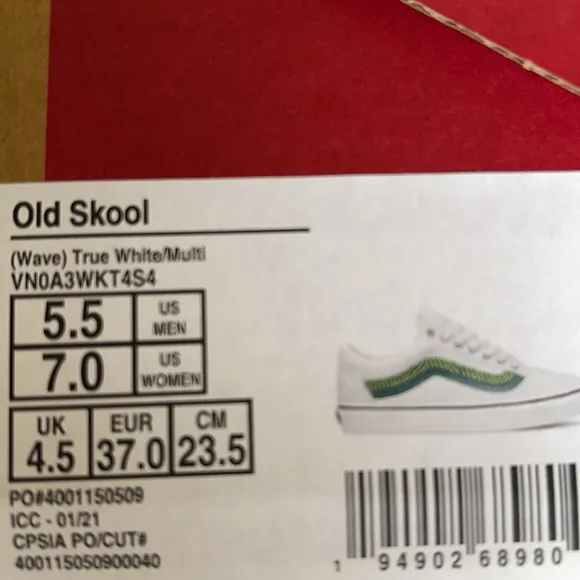 Old Skool
(Wave) True White/Multi
VN0A3WKT4S4
5.5 US MEN
7.0 US WOMEN
UK EUR CM
4.5 37.0 23.5
PO#4001150509
ICC - 01/21
CPSIA PO/CUT#
400115050900040
1 94902 68980